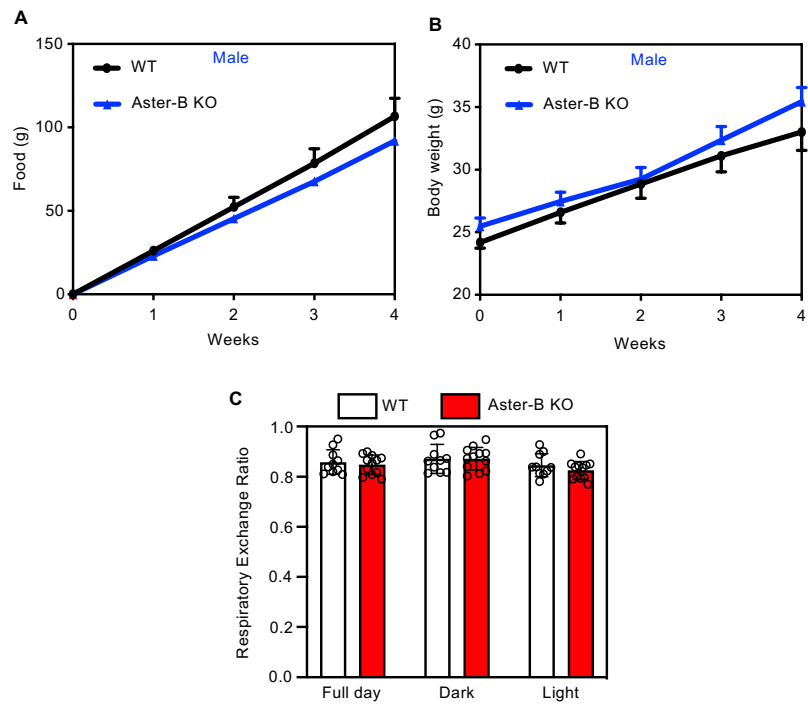 A
Food (g)
150
100
50
0
Male
WT
Aster-B KO
0 1 2 3 4
Weeks
B
Body weight (g)
40
35
30
25
20
Male
WT
Aster-B KO
0 1 2 3 4
Weeks
C
WT
Aster-B KO
Respiratory Exchange Ratio
1.0
0.8
0.6
0.4
0.2
0.0
Full day Dark Light